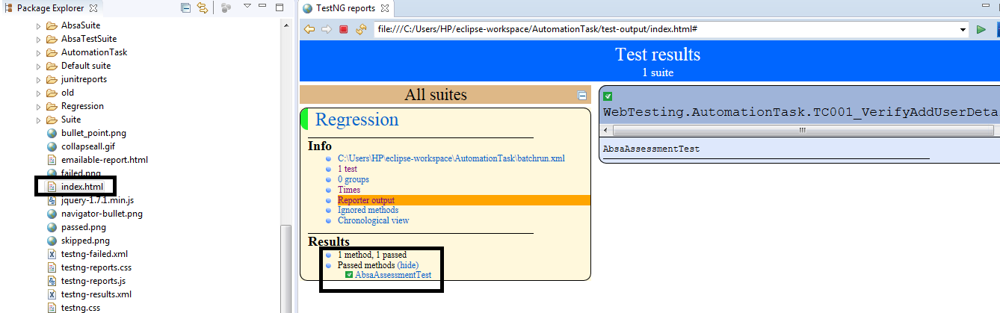 Package Explorer
AbsaSuite
AbsaTestSuite
AutomationTask
Default suite
junitreports
old
Regression
Suite
bullet_point.png
collapseall.gif
emailable-report.html
failed.png
index.html
jquery-1.7.1.min.js
navigator-bullet.png
passed.png
skipped.png
testng-failed.xml
testng-reports.css
testng-reports.js
testng-results.xml
testng.css
TestNG reports
file:///C:/Users/HP/eclipse-workspace/AutomationTask/test-output/index.html#
Test results
1 suite
All suites
Regression
Info
C:\Users\HP\eclipse-workspace\AutomationTask\batchrun.xml
1 test
0 groups
Times
Reporter output
Ignored methods
Chronological view
Results
1 method, 1 passed
Passed methods (hide)
AbsaAssessmentTest
WebTesting.AutomationTask.TC001_VerifyAddUserDeta
AbsaAssessmentTest